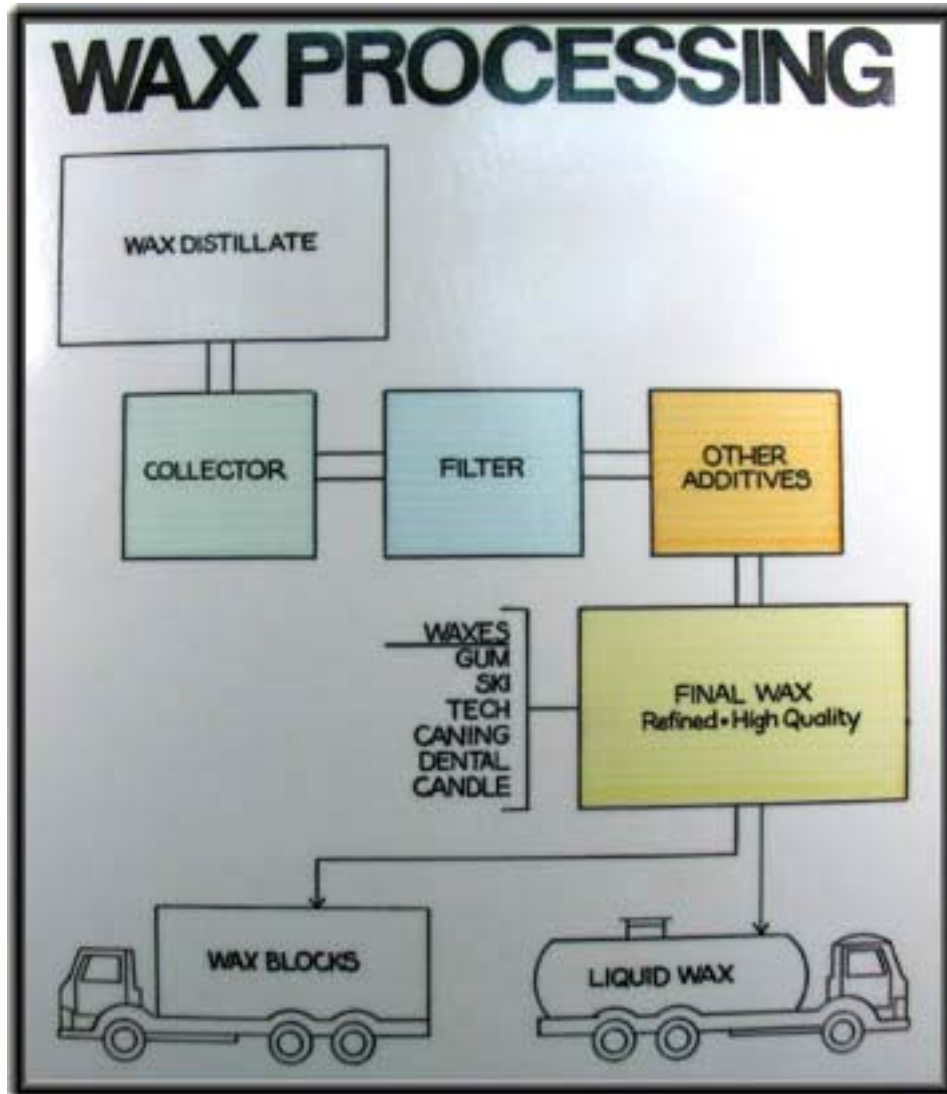 WAX PROCESSING
WAX DISTILLATE
COLLECTOR
FILTER
OTHER
ADDITIVES
WAXES
GUM
SKI
TECH
CANING
DENTAL
CANDLE
FINAL WAX
Refined • High Quality
WAX BLOCKS
LIQUID WAX